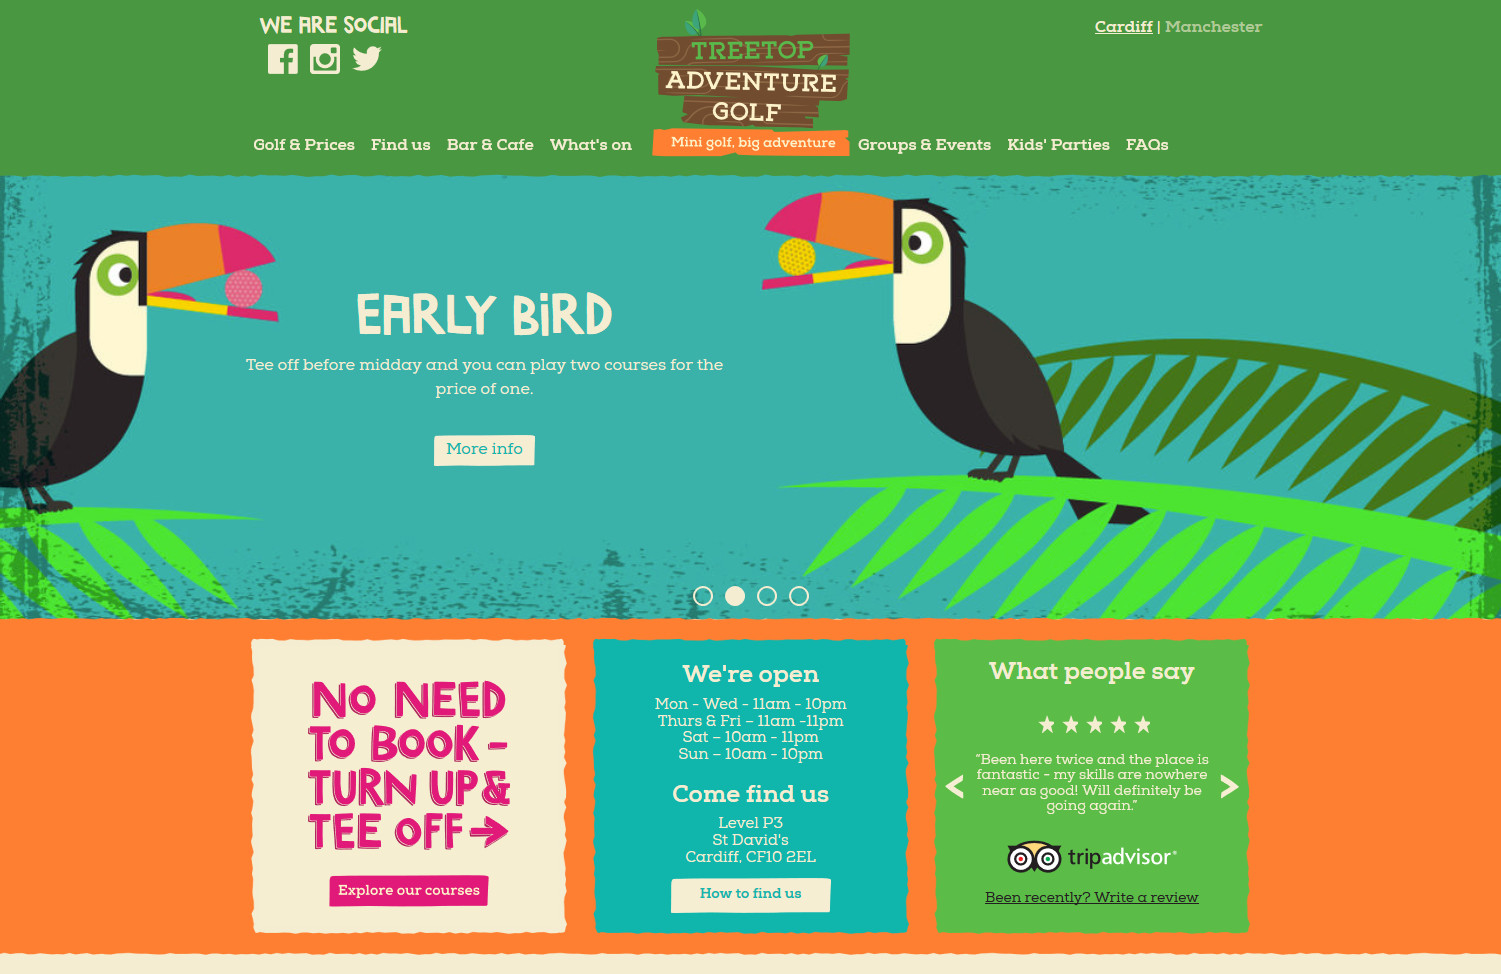 WE ARE SOCIAL
TREETOP
ADVENTURE
GOLF
Mini golf, big adventure
Cardiff | Manchester
Golf & Prices
Find us
Bar & Cafe
What's on
Groups & Events
Kids' Parties
FAQs
EARLY BiRD
Tee off before midday and you can play two courses for the
price of one.
More info
NO NEED
TO BOOK -
TURN UP &
TEE OFF→
Explore our courses
We're open
Mon - Wed - 11am - 10pm
Thurs & Fri – 11am -11pm
Sat – 10am - 11pm
Sun – 10am - 10pm
Come find us
Level P3
St David's
Cardiff, CF10 2EL
How to find us
What people say
"Been here twice and the place is
fantastic - my skills are nowhere
near as good! Will definitely be
going again."
tripadvisor®
Been recently? Write a review